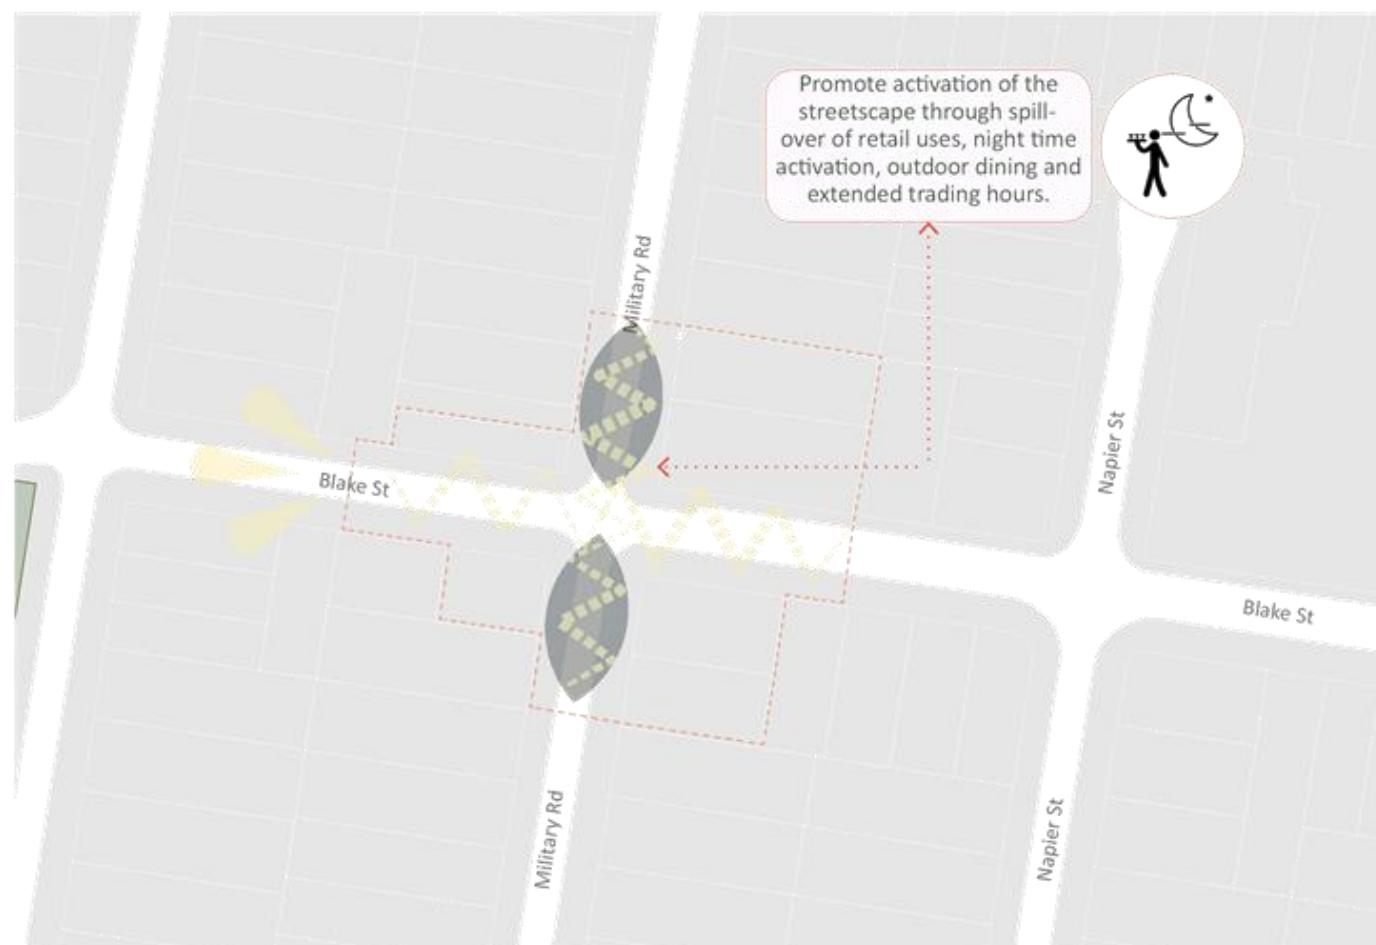 Promote activation of the
streetscape through spill-
over of retail uses, night time
activation, outdoor dining and
extended trading hours.
Military Rd
Napier St
Blake St
Blake St
Military Rd
Napier St